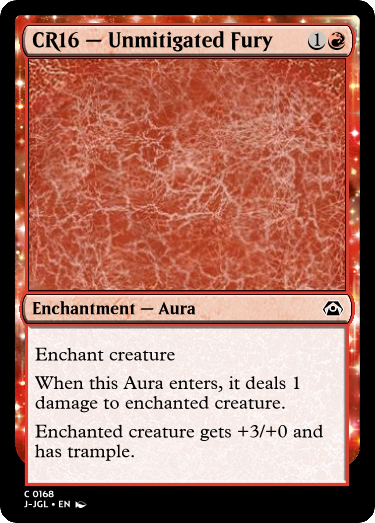 CR16 — Unmitigated Fury 1
Enchantment — Aura
Enchant creature
When this Aura enters, it deals 1
damage to enchanted creature.
Enchanted creature gets +3/+0 and
has trample.
C 0168
J-JGL • EN